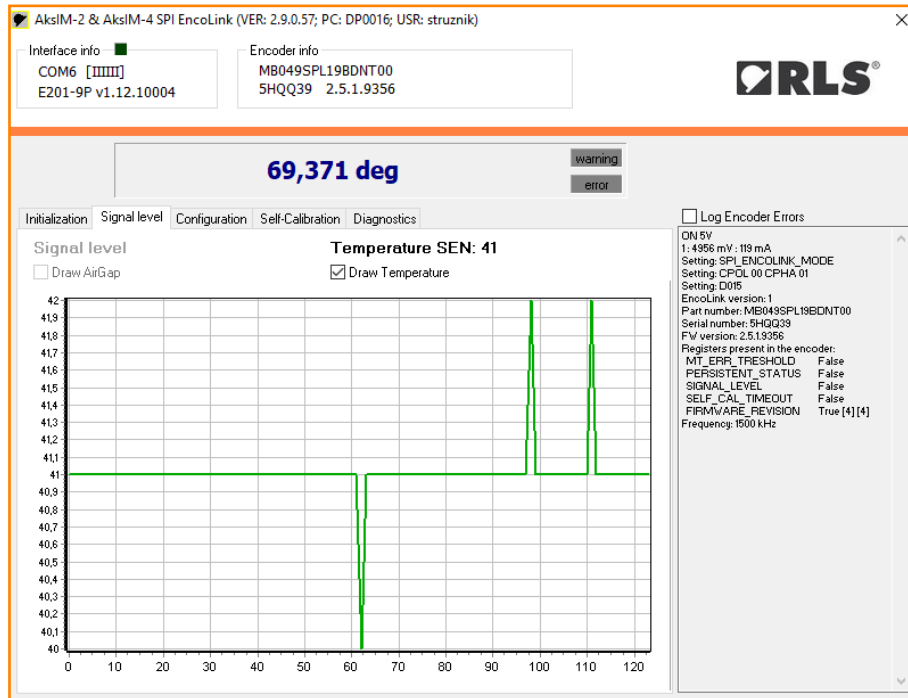 AksIM-2 & AksIM-4 SPI EncoLink (VER: 2.9.0.57; PC: DP0016; USR: struznik)
Interface info
COM6 [IIIIII]
E201-9P v1.12.10004
Encoder info
MB049SPL19BDNT00
5HQQ39 2.5.1.9356
RLS®
69,371 deg
warning
error
Initialization
Signal level
Configuration
Self-Calibration
Diagnostics
Signal level
Temperature SEN: 41
Draw AirGap
Draw Temperature
42
41,9
41,8
41,7
41,6
41,5
41,4
41,3
41,2
41,1
41
40,9
40,8
40,7
40,6
40,5
40,4
40,3
40,2
40,1
40
0 10 20 30 40 50 60 70 80 90 100 110 120
Log Encoder Errors
ON 5V
1: 4956 mV : 119 mA
Setting: SPI_ENCOLINK_MODE
Setting: CPOL 00 CPHA 01
Setting: D015
EncoLink version: 1
Part number: MB049SPL19BDNT00
Serial number: 5HQQ39
FW version: 2.5.1.9356
Registers present in the encoder:
MT_ERR_TRESHOLD False
PERSISTENT_STATUS False
SIGNAL_LEVEL False
SELF_CAL_TIMEOUT False
FIRMWARE_REVISION True [4] [4]
Frequency: 1500 kHz